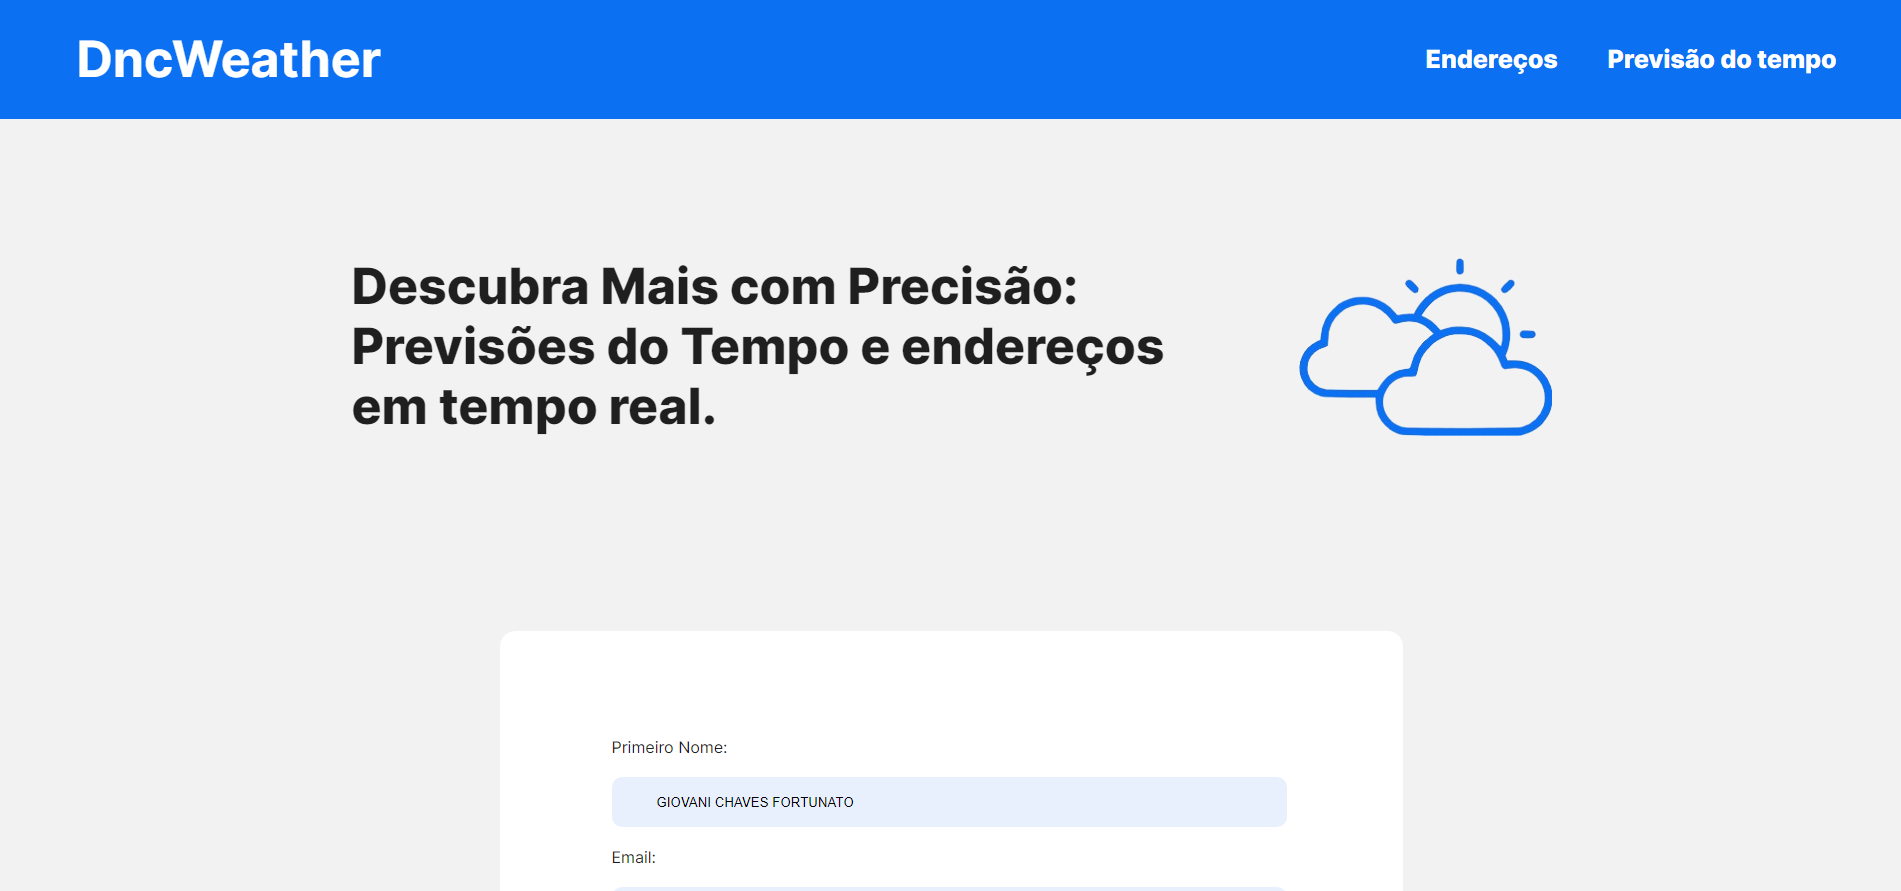 DncWeather
Endereços
Previsão do tempo
Descubra Mais com Precisão:
Previsões do Tempo e endereços
em tempo real.
Primeiro Nome:
GIOVANI CHAVES FORTUNATO
Email: